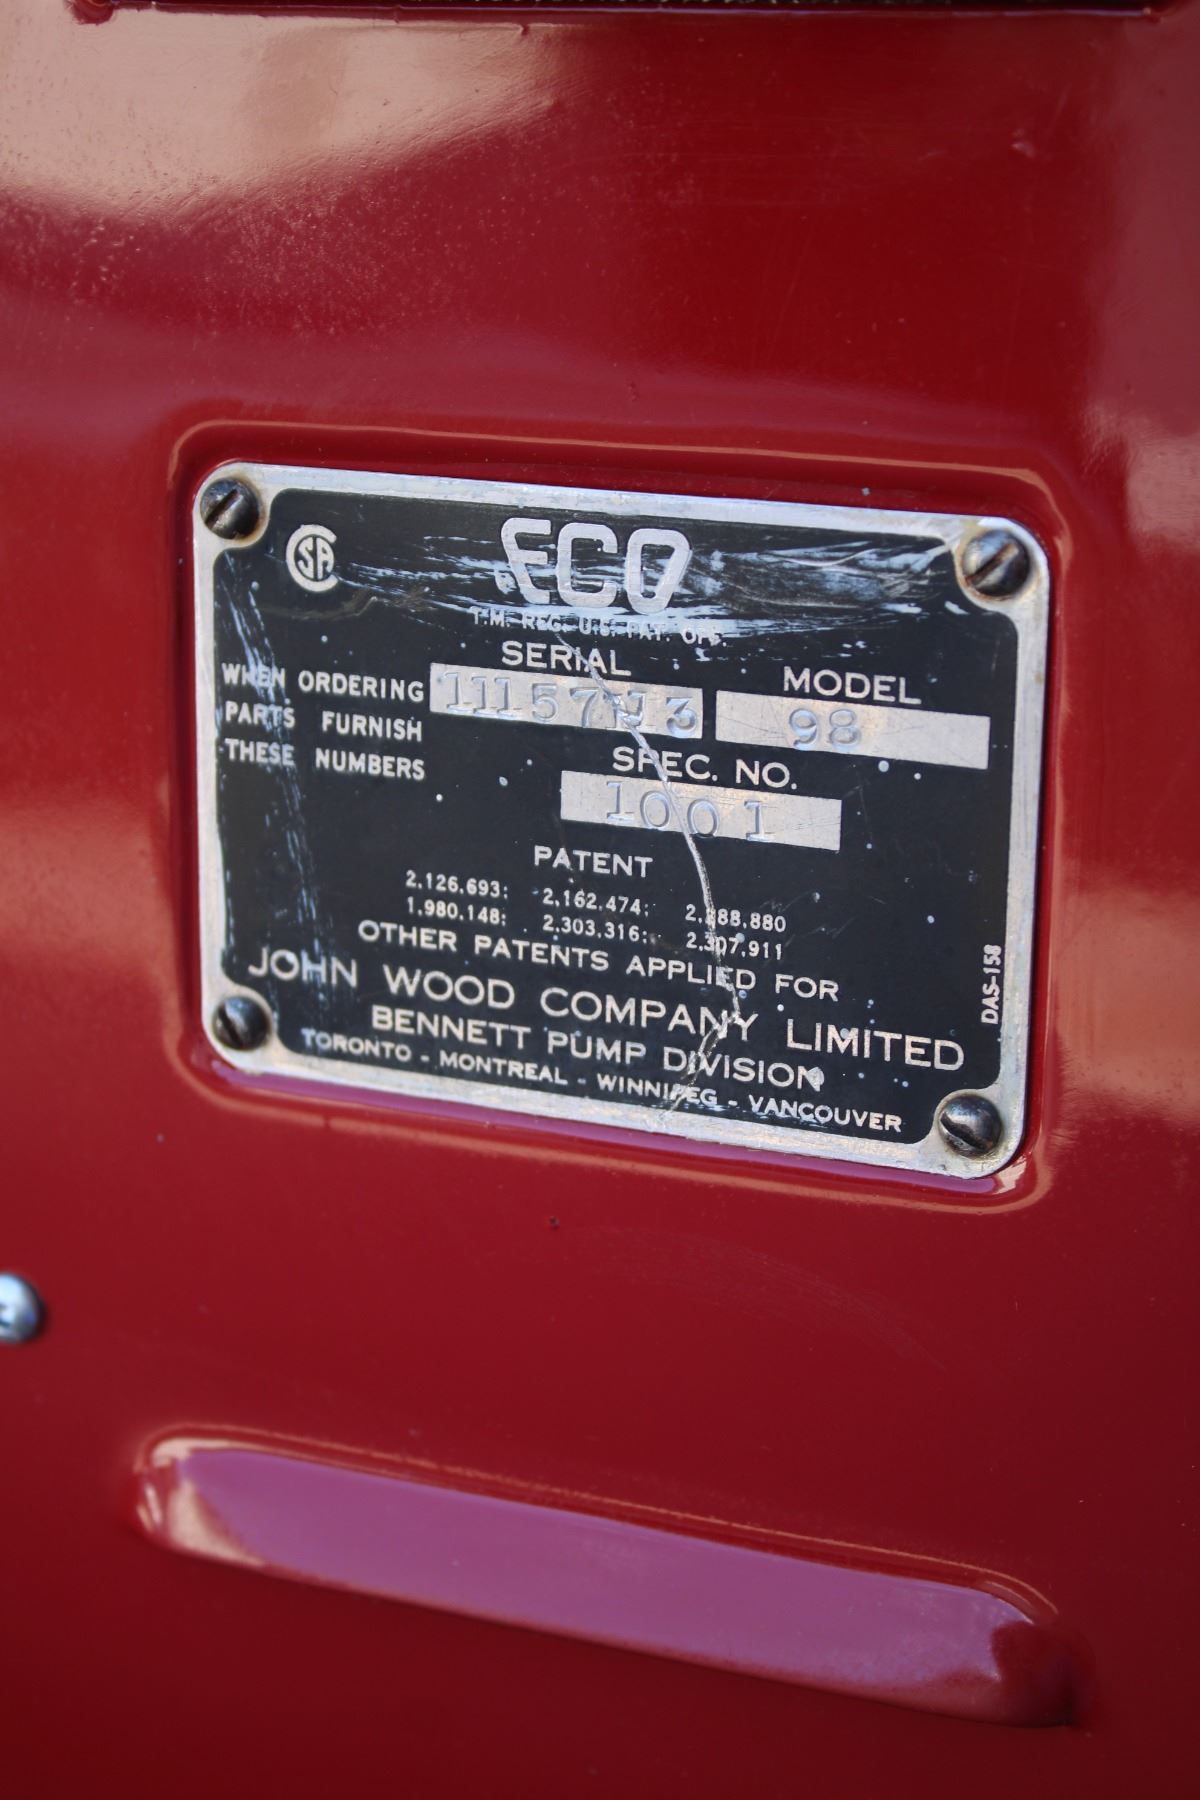 CSA
ECO
T.M. REG. U.S. PAT. OFF.
SERIAL MODEL
WHEN ORDERING 11157N3 98
PARTS FURNISH
THESE NUMBERS
SPEC. NO.
1001
PATENT
2,126,693: 2,162,474: 2,288,880
1,980,148: 2,303,316: 2,307,911
OTHER PATENTS APPLIED FOR
JOHN WOOD COMPANY LIMITED
BENNETT PUMP DIVISION
TORONTO - MONTREAL - WINNIPEG - VANCOUVER
DAS-158